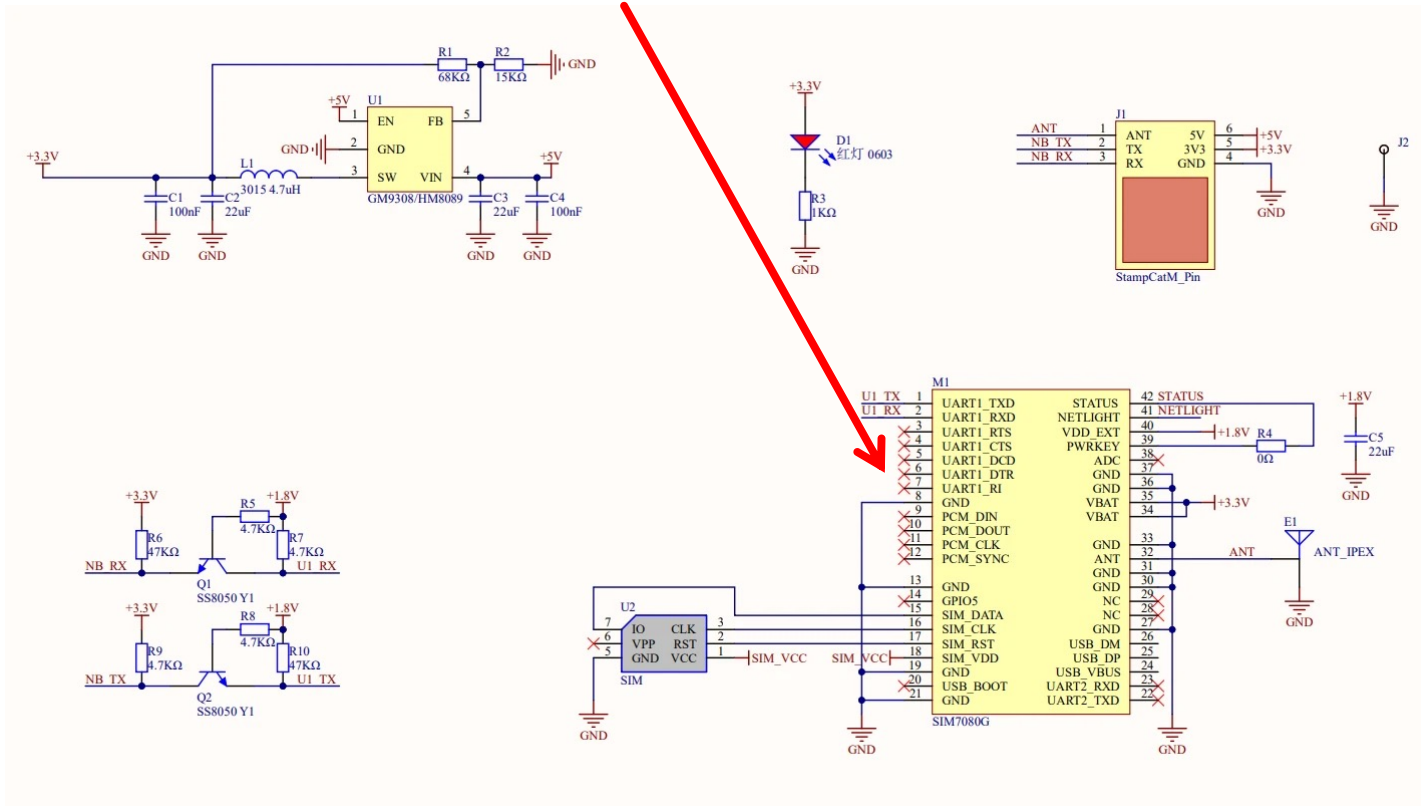 R1
68KΩ
R2
15KΩ
GND
U1
+5V
1
EN
FB
5
GND
2
GND
3
SW
VIN
4
+5V
GM9308/HM8089
+3.3V
L1
3015 4.7uH
C1
100nF
C2
22uF
C3
22uF
C4
100nF
GND
GND
GND
GND
+3.3V
D1
红灯 0603
R3
1KΩ
GND
J1
ANT
1
ANT
5V
6
+5V
NB_TX
2
TX
3V3
5
+3.3V
NB_RX
3
RX
GND
4
GND
StampCatM_Pin
J2
GND
+3.3V
R5
4.7KΩ
+1.8V
R6
47KΩ
R7
4.7KΩ
NB_RX
U1_RX
Q1
SS8050 Y1
+3.3V
R8
4.7KΩ
+1.8V
R9
4.7KΩ
R10
47KΩ
NB_TX
U1_TX
Q2
SS8050 Y1
U2
7
IO
CLK
3
6
VPP
RST
2
5
GND
VCC
1
SIM_VCC
SIM
GND
M1
U1_TX
1
UART1_TXD
STATUS
42
STATUS
U1_RX
2
UART1_RXD
NETLIGHT
41
NETLIGHT
3
UART1_RTS
VDD_EXT
40
+1.8V
4
UART1_CTS
PWRKEY
39
R4
0Ω
5
UART1_DCD
ADC
38
6
UART1_DTR
GND
37
7
UART1_RI
GND
36
8
GND
VBAT
35
+3.3V
9
PCM_DIN
VBAT
34
10
PCM_DOUT
11
PCM_CLK
GND
33
12
PCM_SYNC
ANT
32
ANT
GND
31
13
GND
GND
30
14
GPIO5
NC
29
15
SIM_DATA
NC
28
16
SIM_CLK
GND
27
17
SIM_RST
USB_DM
26
SIM_VCC
18
SIM_VDD
USB_DP
25
19
GND
USB_VBUS
24
20
USB_BOOT
UART2_RXD
23
21
GND
UART2_TXD
22
SIM7080G
GND
GND
+1.8V
C5
22uF
GND
E1
ANT_IPEX
GND